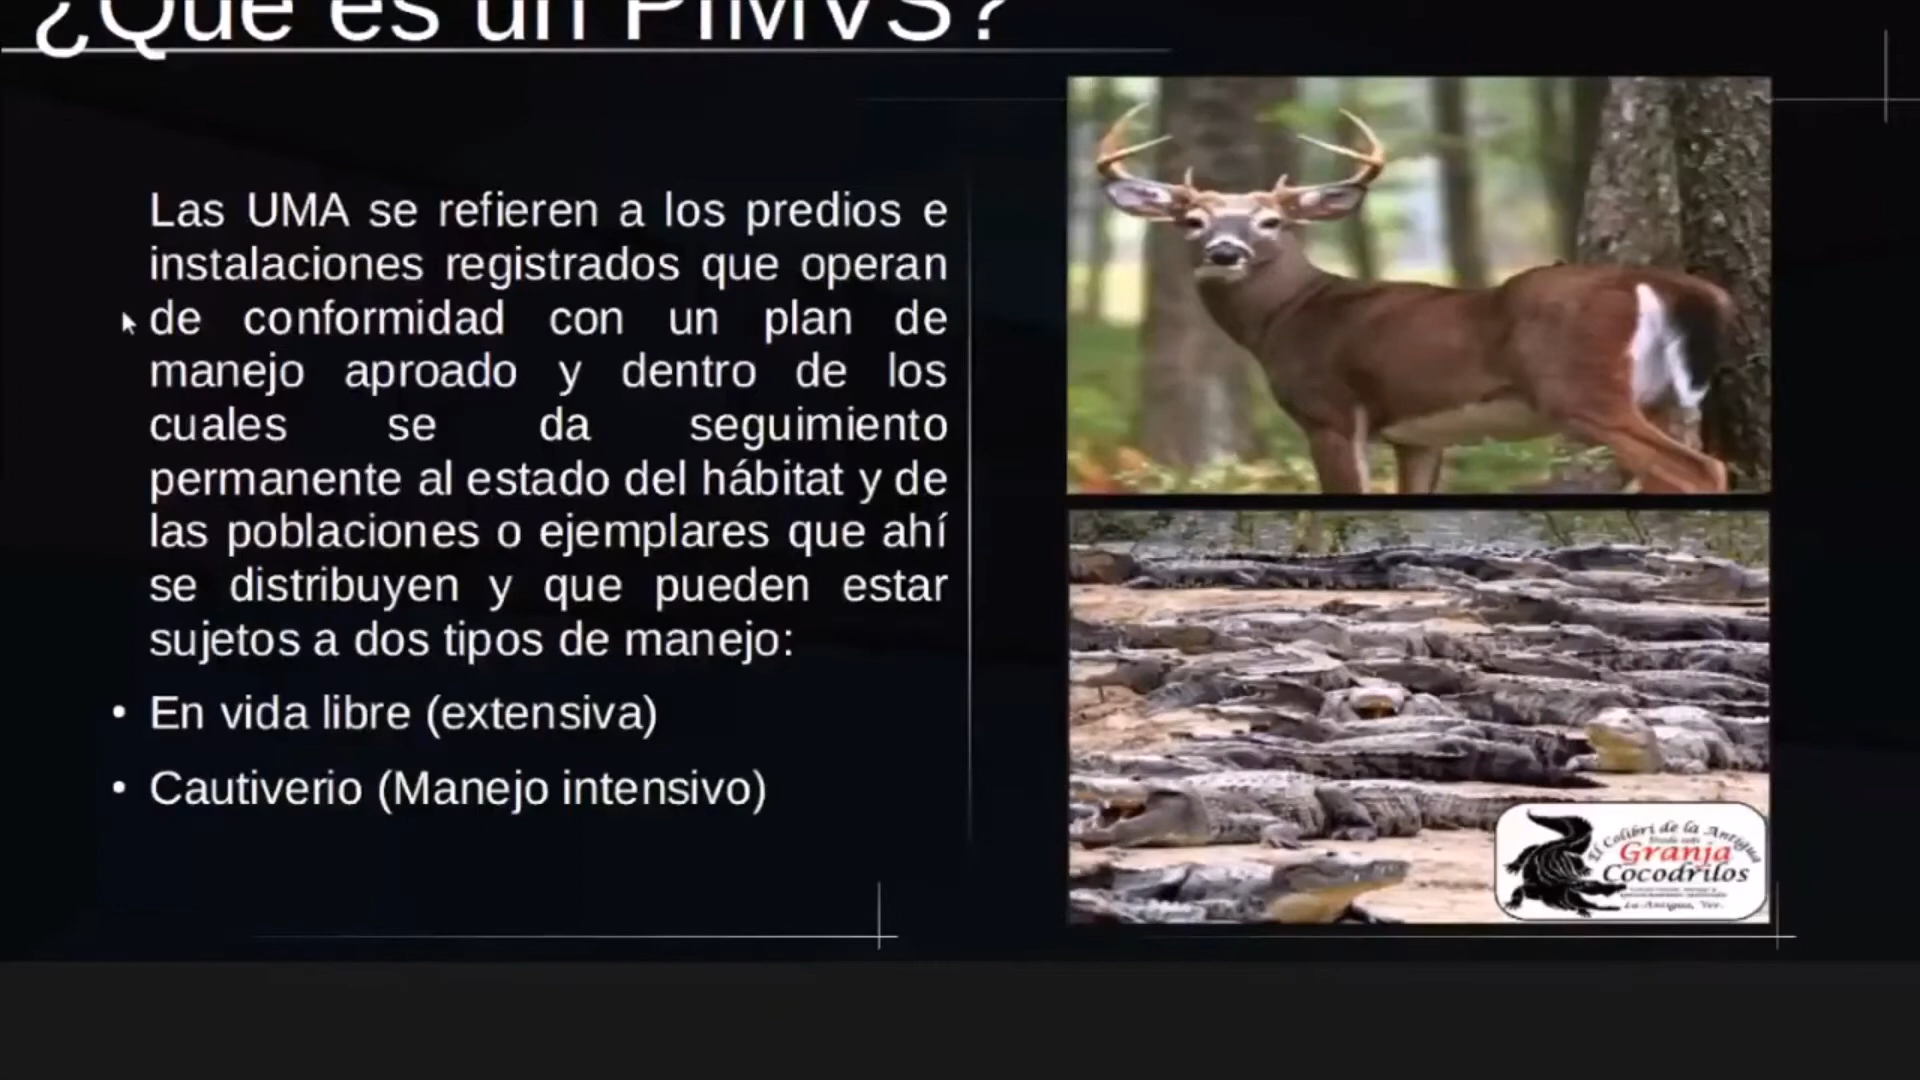 ¿Qué es un PIMVS?
Las UMA se refieren a los predios e
instalaciones registrados que operan
de conformidad con un plan de
manejo aproado y dentro de los
cuales se da seguimiento
permanente al estado del hábitat y de
las poblaciones o ejemplares que ahí
se distribuyen y que pueden estar
sujetos a dos tipos de manejo:
• En vida libre (extensiva)
• Cautiverio (Manejo intensivo)
El Colibrí de la Antigua
Granja
Cocodrilos
La Antigua, Ver.